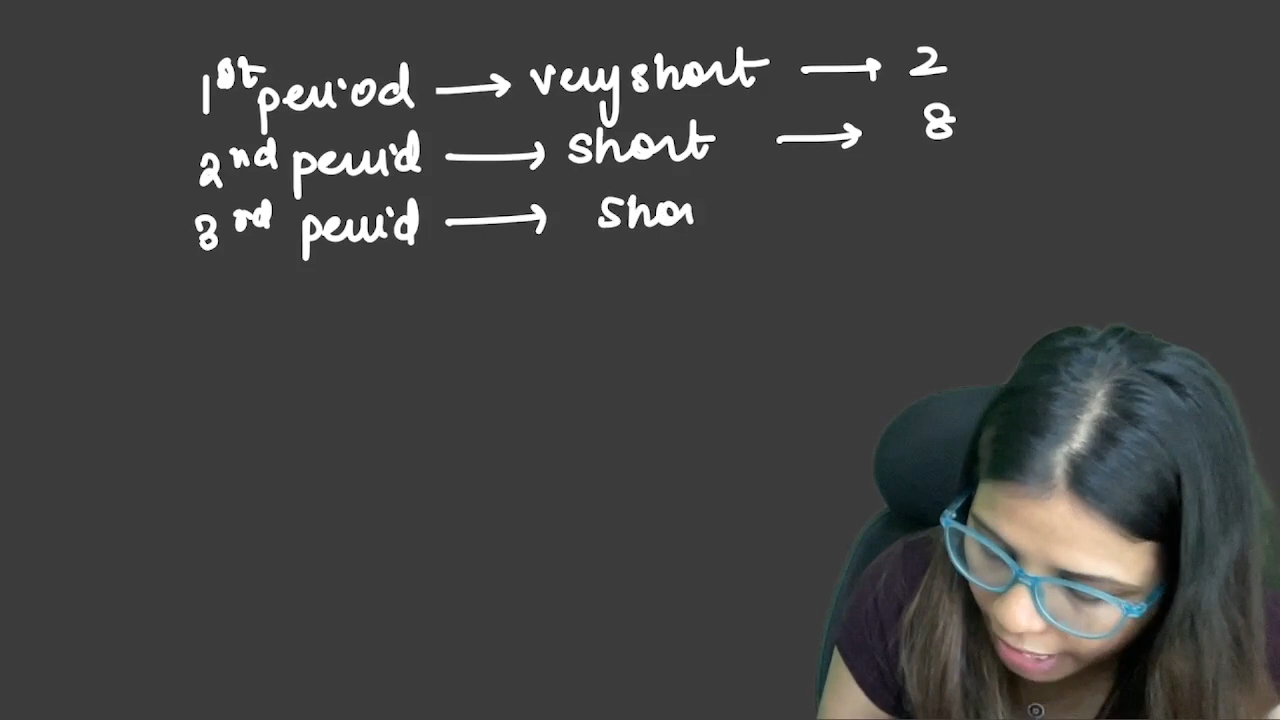 1st period → very short → 2
2nd period → short → 8
3rd period → shor